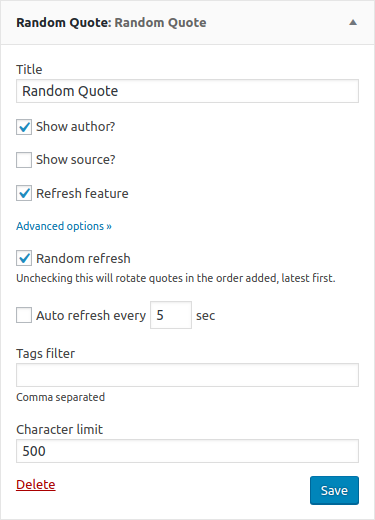 Random Quote: Random Quote
Title
Random Quote
Show author?
Show source?
Refresh feature
Advanced options »
Random refresh
Unchecking this will rotate quotes in the order added, latest first.
Auto refresh every 5 sec
Tags filter
Comma separated
Character limit
500
Delete Save